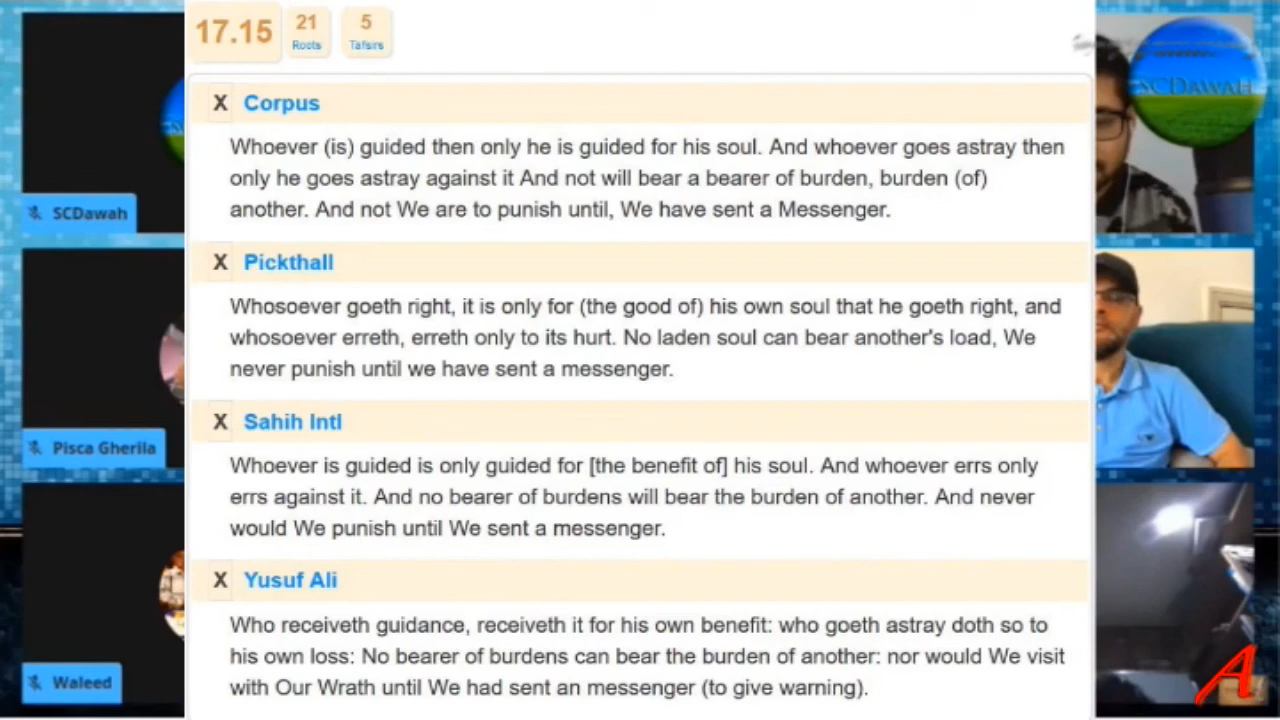 17.15
21
Roots
5
Tafsirs
X Corpus
Whoever (is) guided then only he is guided for his soul. And whoever goes astray then
only he goes astray against it And not will bear a bearer of burden, burden (of)
another. And not We are to punish until, We have sent a Messenger.
X Pickthall
Whosoever goeth right, it is only for (the good of) his own soul that he goeth right, and
whosoever erreth, erreth only to its hurt. No laden soul can bear another's load, We
never punish until we have sent a messenger.
X Sahih Intl
Whoever is guided is only guided for [the benefit of] his soul. And whoever errs only
errs against it. And no bearer of burdens will bear the burden of another. And never
would We punish until We sent a messenger.
X Yusuf Ali
Who receiveth guidance, receiveth it for his own benefit: who goeth astray doth so to
his own loss: No bearer of burdens can bear the burden of another: nor would We visit
with Our Wrath until We had sent an messenger (to give warning).
SCDawah
Pisca Gherila
Waleed
SCDAWAH
A